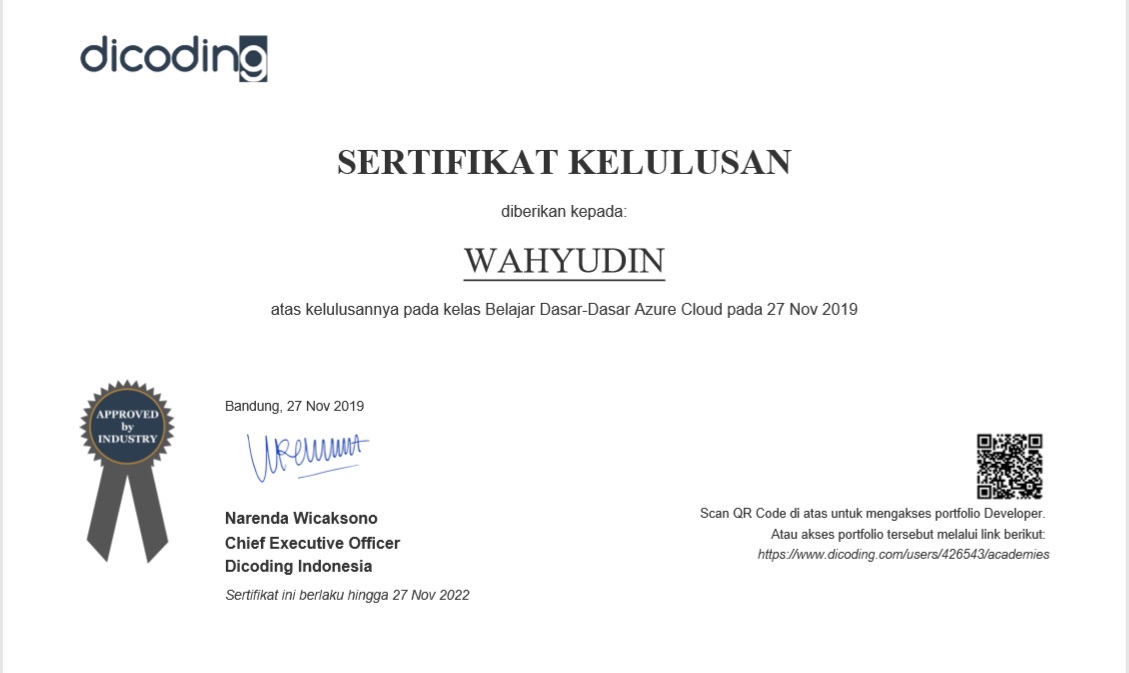 dicoding
SERTIFIKAT KELULUSAN
diberikan kepada:
WAHYUDIN
atas kelulusannya pada kelas Belajar Dasar-Dasar Azure Cloud pada 27 Nov 2019
APPROVED
by
INDUSTRY
Bandung, 27 Nov 2019
Narenda Wicaksono
Chief Executive Officer
Dicoding Indonesia
Sertifikat ini berlaku hingga 27 Nov 2022
Scan QR Code di atas untuk mengakses portfolio Developer.
Atau akses portfolio tersebut melalui link berikut:
https://www.dicoding.com/users/426543/academies